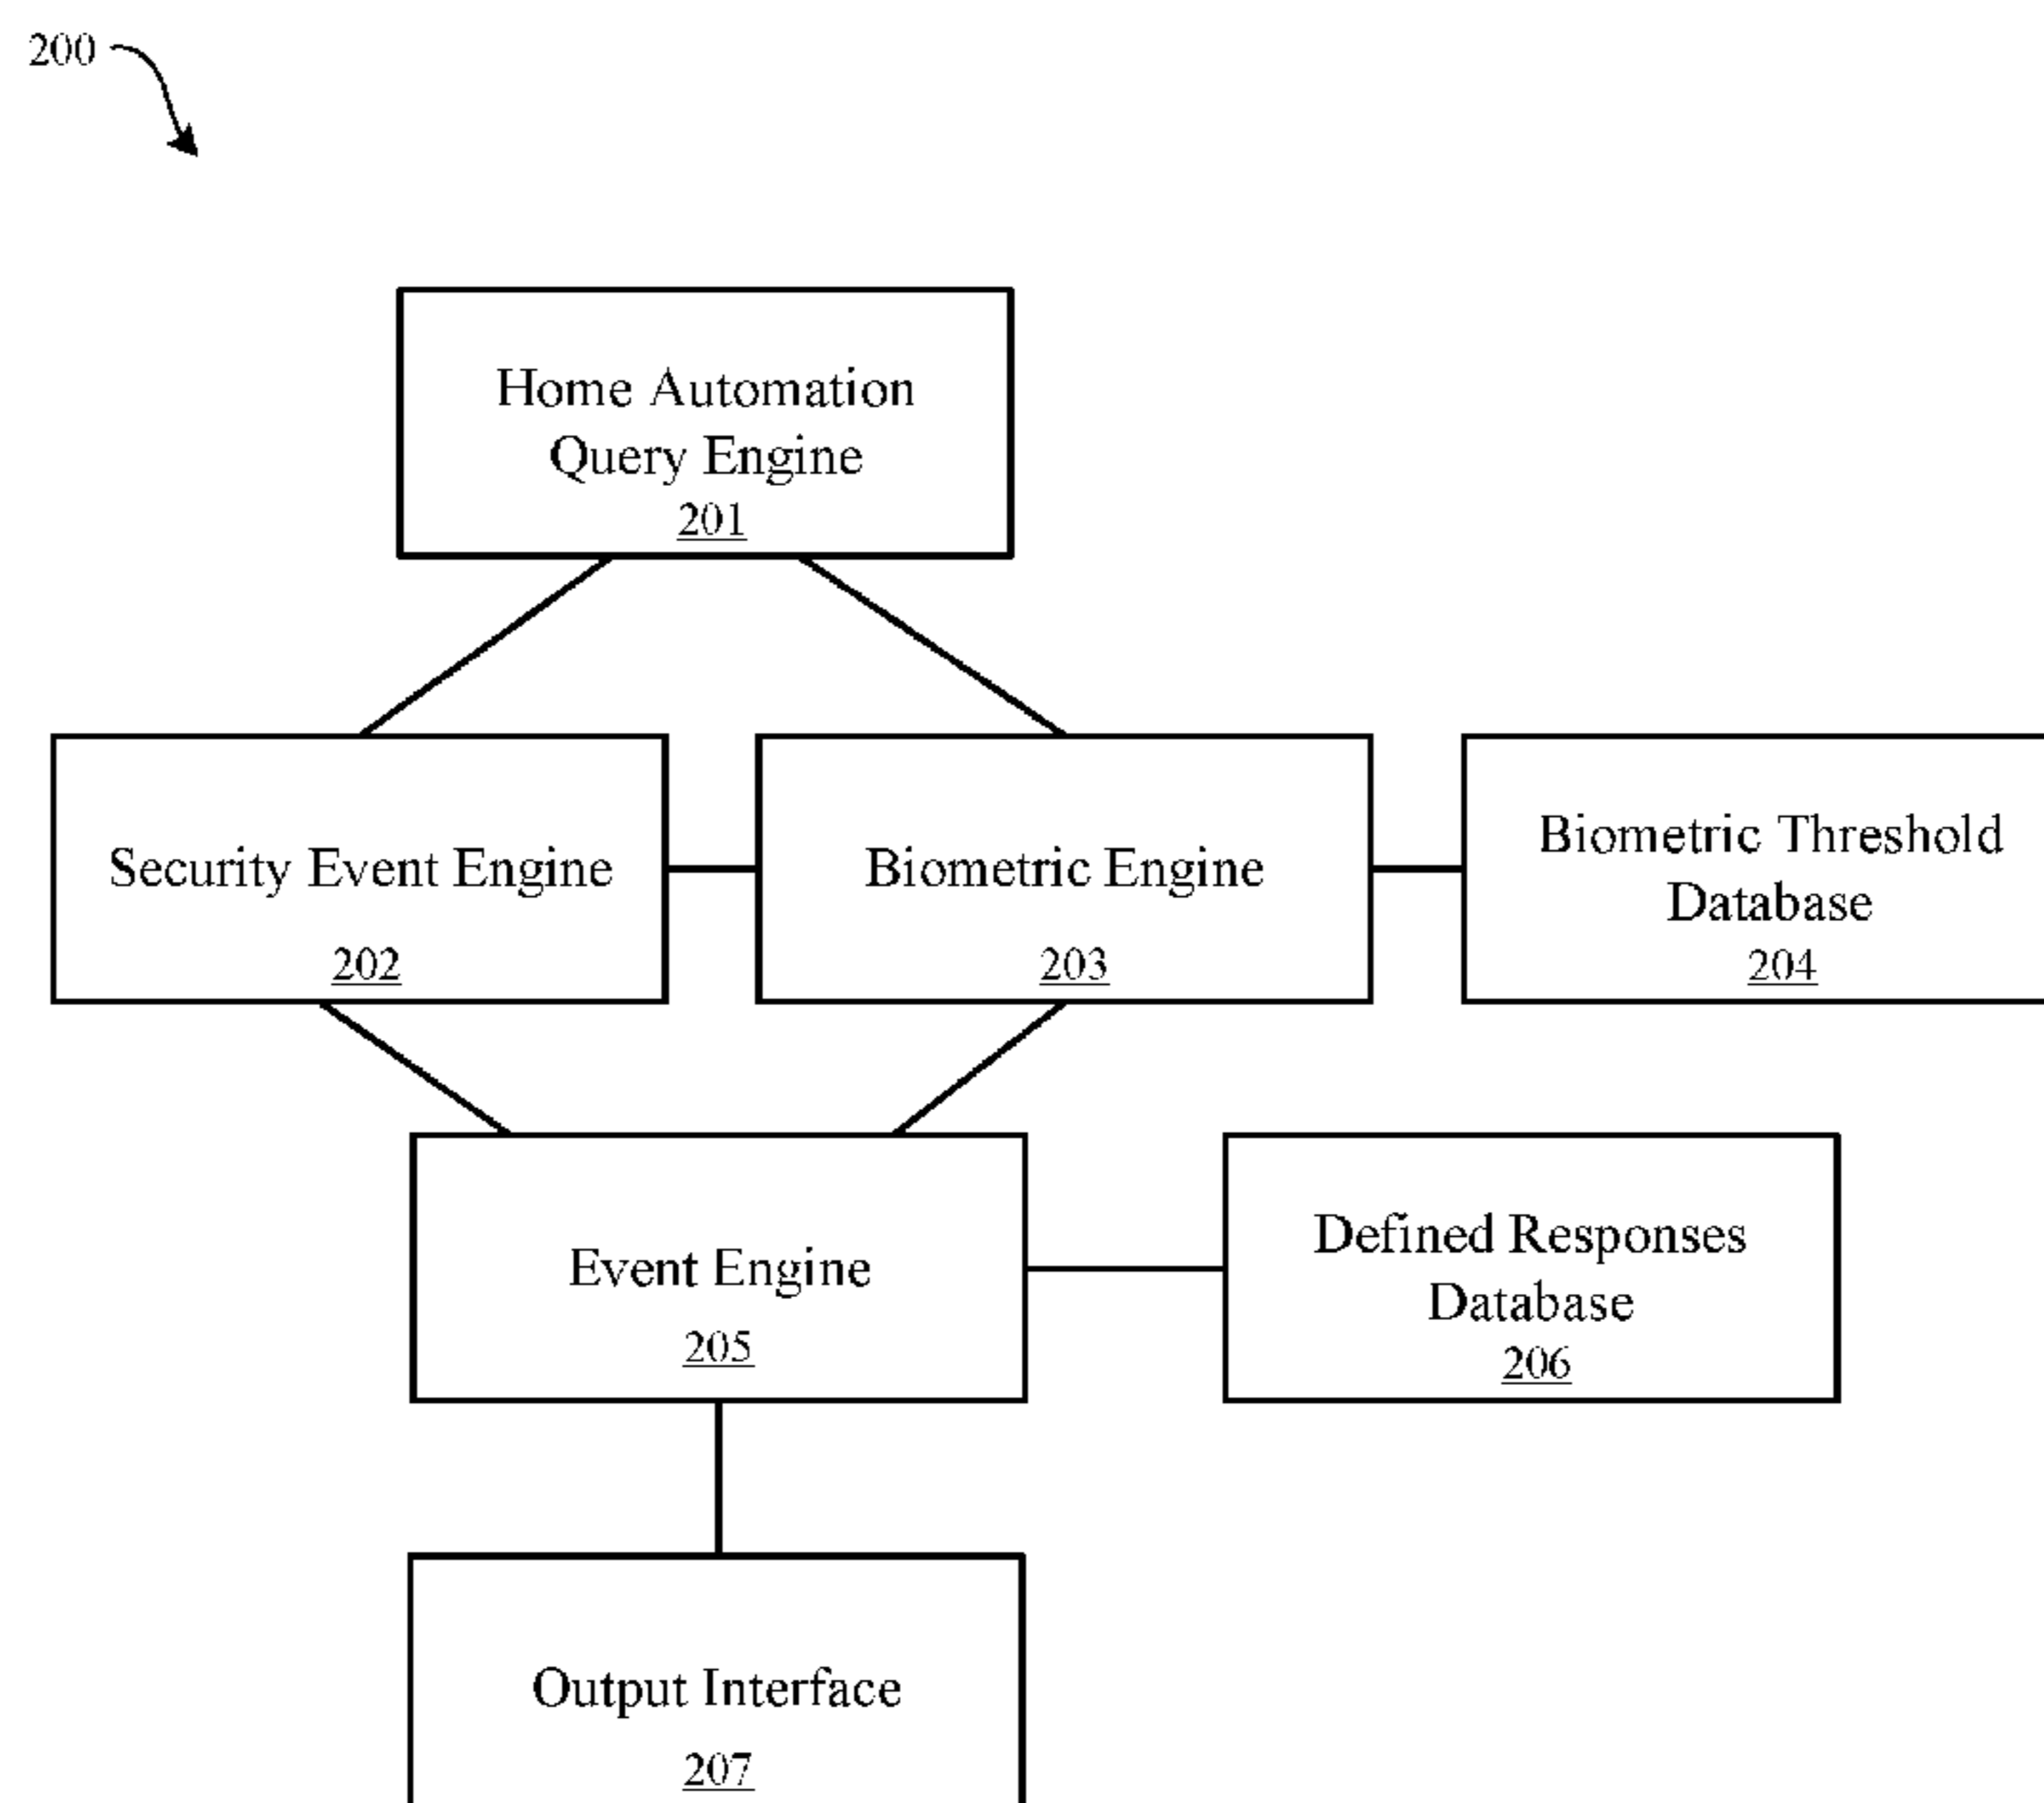 200
Home Automation
Query Engine
201
Security Event Engine
202
Biometric Engine
203
Biometric Threshold
Database
204
Event Engine
205
Defined Responses
Database
206
Output Interface
207